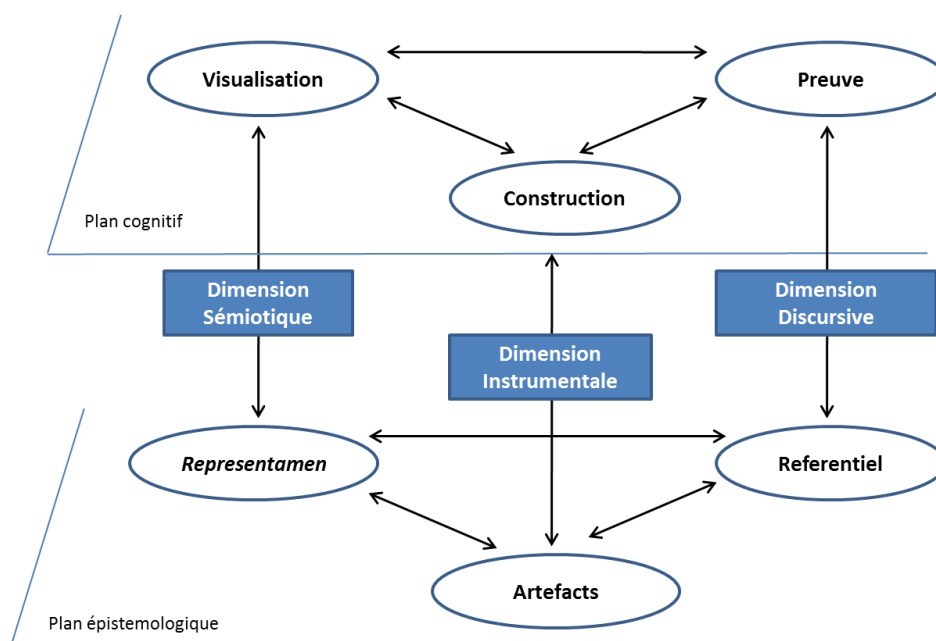 Visualisation
Preuve
Construction
Plan cognitif
Dimension
Sémiotique
Dimension
Discursive
Dimension
Instrumentale
Representamen
Referentiel
Artefacts
Plan épistemologique